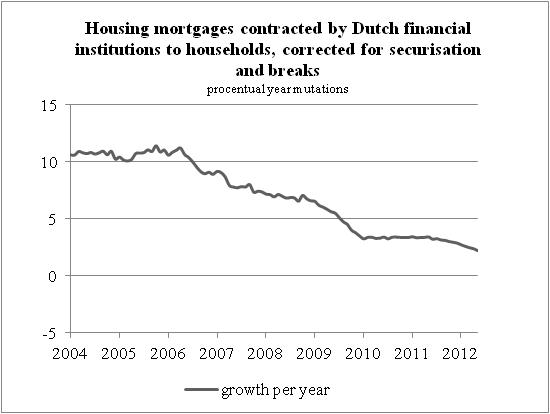 Housing mortgages contracted by Dutch financial
institutions to households, corrected for securisation
and breaks
procentual year mutations
15
10
5
0
-5
2004 2005 2006 2007 2008 2009 2010 2011 2012
growth per year